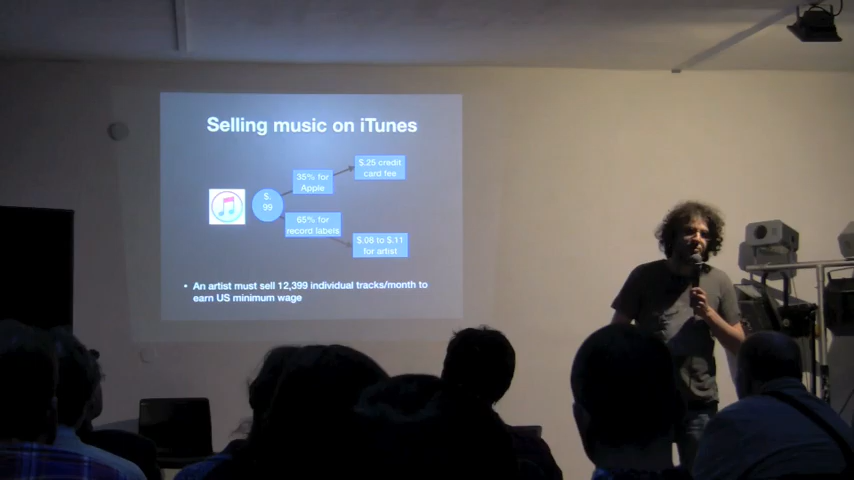 Selling music on iTunes
$.25 credit
card fee
35% for
Apple
$.
99
65% for
record labels
$.08 to $.11
for artist
• An artist must sell 12,399 individual tracks/month to
earn US minimum wage